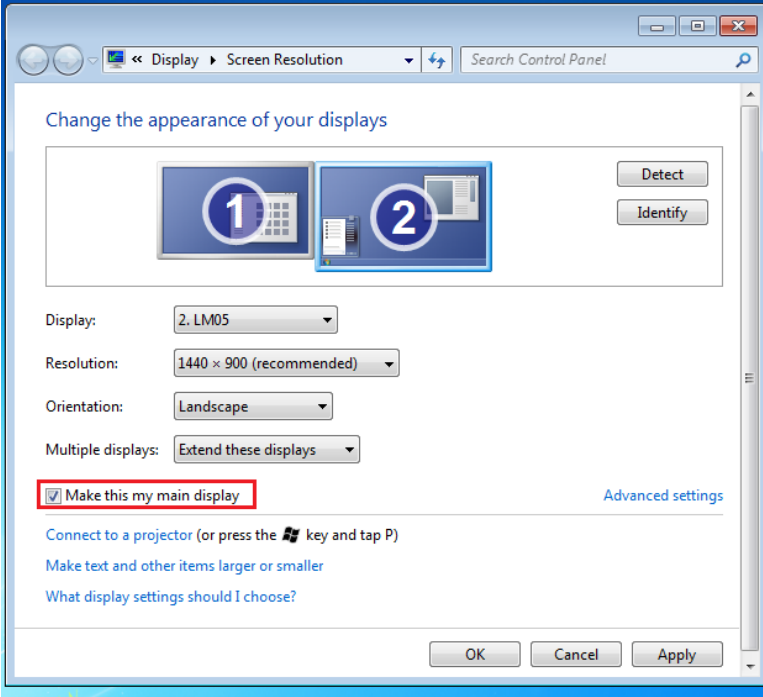 « Display ▸ Screen Resolution
Search Control Panel
Change the appearance of your displays
1
2
Detect
Identify
Display: 2. LM05
Resolution: 1440 × 900 (recommended)
Orientation: Landscape
Multiple displays: Extend these displays
Make this my main display
Advanced settings
Connect to a projector (or press the key and tap P)
Make text and other items larger or smaller
What display settings should I choose?
OK Cancel Apply